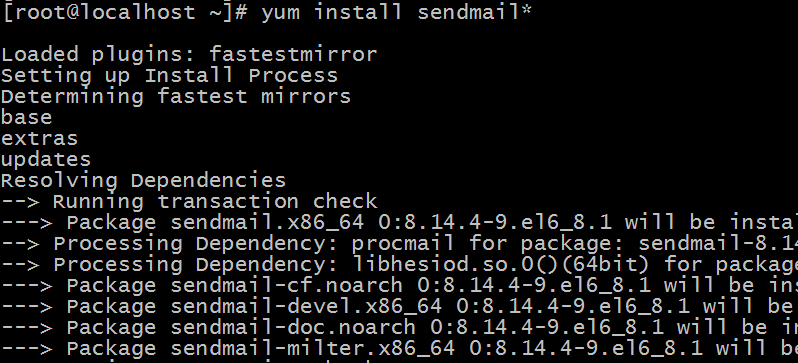 [root@localhost ~]# yum install sendmail*
Loaded plugins: fastestmirror
Setting up Install Process
Determining fastest mirrors
base
extras
updates
Resolving Dependencies
--> Running transaction check
---> Package sendmail.x86_64 0:8.14.4-9.el6_8.1 will be instal
--> Processing Dependency: procmail for package: sendmail-8.14
--> Processing Dependency: libhesiod.so.0()(64bit) for package
---> Package sendmail-cf.noarch 0:8.14.4-9.el6_8.1 will be ins
---> Package sendmail-devel.x86_64 0:8.14.4-9.el6_8.1 will be
---> Package sendmail-doc.noarch 0:8.14.4-9.el6_8.1 will be in
---> Package sendmail-milter.x86_64 0:8.14.4-9.el6_8.1 will be